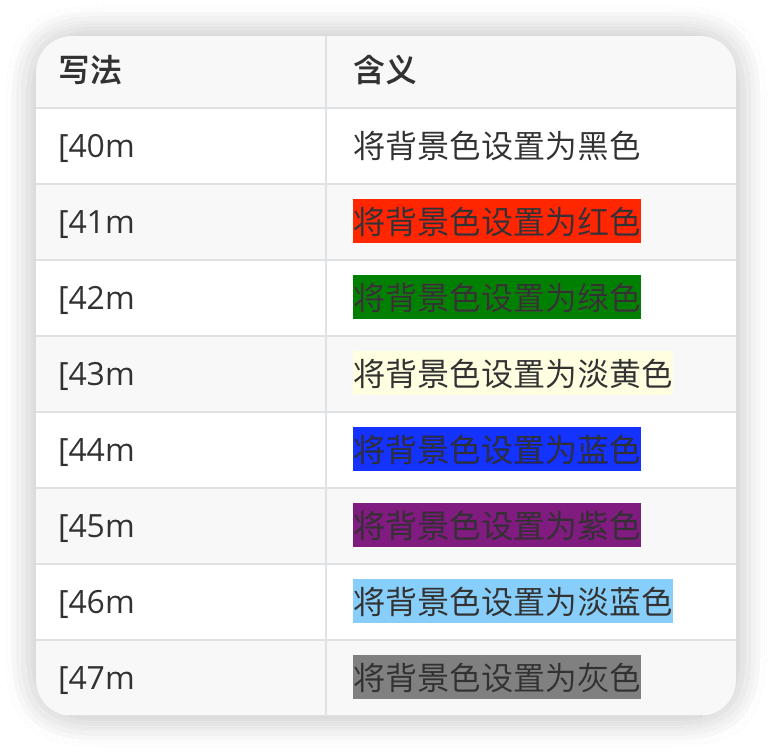 写法 含义
[40m 将背景色设置为黑色
[41m 将背景色设置为红色
[42m 将背景色设置为绿色
[43m 将背景色设置为淡黄色
[44m 将背景色设置为蓝色
[45m 将背景色设置为紫色
[46m 将背景色设置为淡蓝色
[47m 将背景色设置为灰色